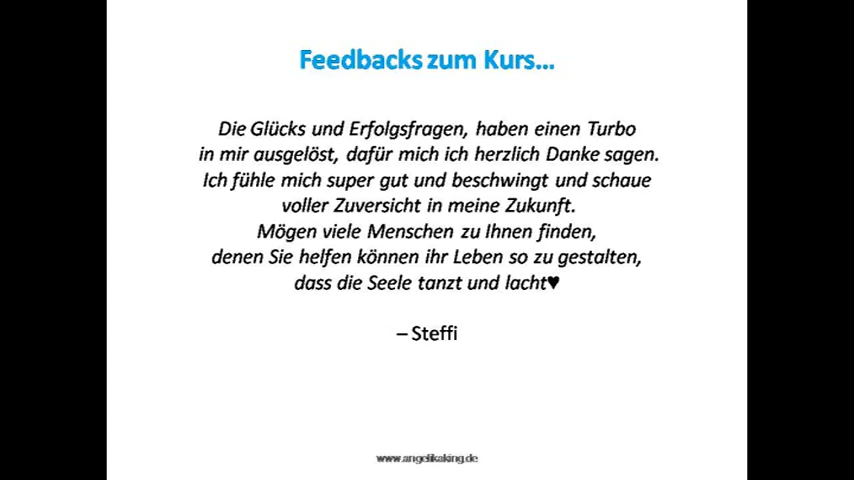 Feedbacks zum Kurs…
Die Glücks und Erfolgsfragen, haben einen Turbo
in mir ausgelöst, dafür mich ich herzlich Danke sagen.
Ich fühle mich super gut und beschwingt und schaue
voller Zuversicht in meine Zukunft.
Mögen viele Menschen zu Ihnen finden,
denen Sie helfen können ihr Leben so zu gestalten,
dass die Seele tanzt und lacht♥
– Steffi
www.angelikaking.de